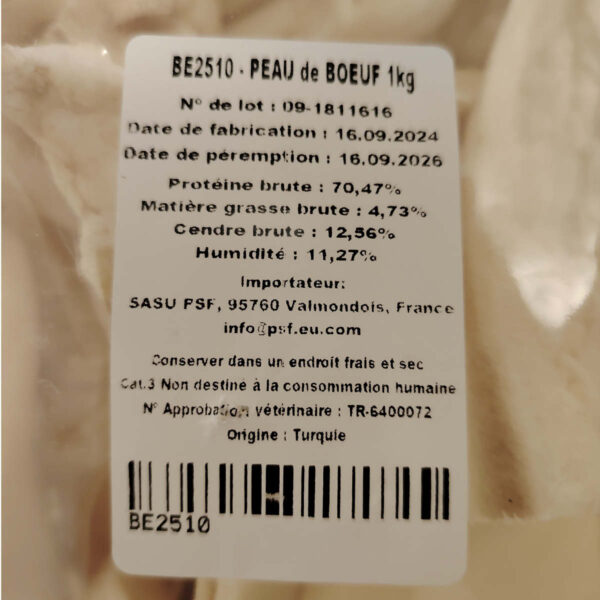 BE2510 - PEAU de BOEUF 1kg
N° de lot : 09-1811616
Date de fabrication : 16.09.2024
Date de péremption : 16.09.2026
Protéine brute : 70,47%
Matière grasse brute : 4,73%
Cendre brute : 12,56%
Humidité : 11,27%
Importateur:
SASU PSF, 95760 Valmondois, France
info@psf.eu.com
Conserver dans un endroit frais et sec
Cat.3 Non destiné à la consommation humaine
N° Approbation vétérinaire : TR-6400072
Origine : Turquie
BE2510